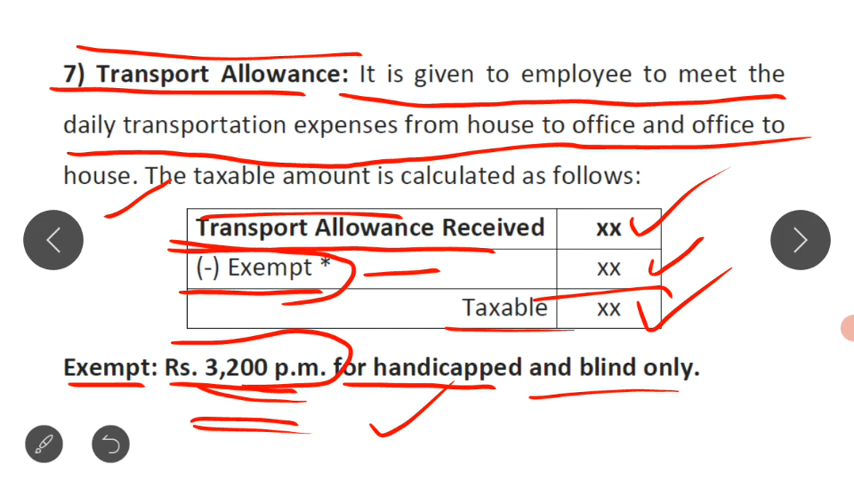 7) Transport Allowance: It is given to employee to meet the
daily transportation expenses from house to office and office to
house. The taxable amount is calculated as follows:
Transport Allowance Received xx
(-) Exempt * xx
Taxable xx
Exempt: Rs. 3,200 p.m. for handicapped and blind only.